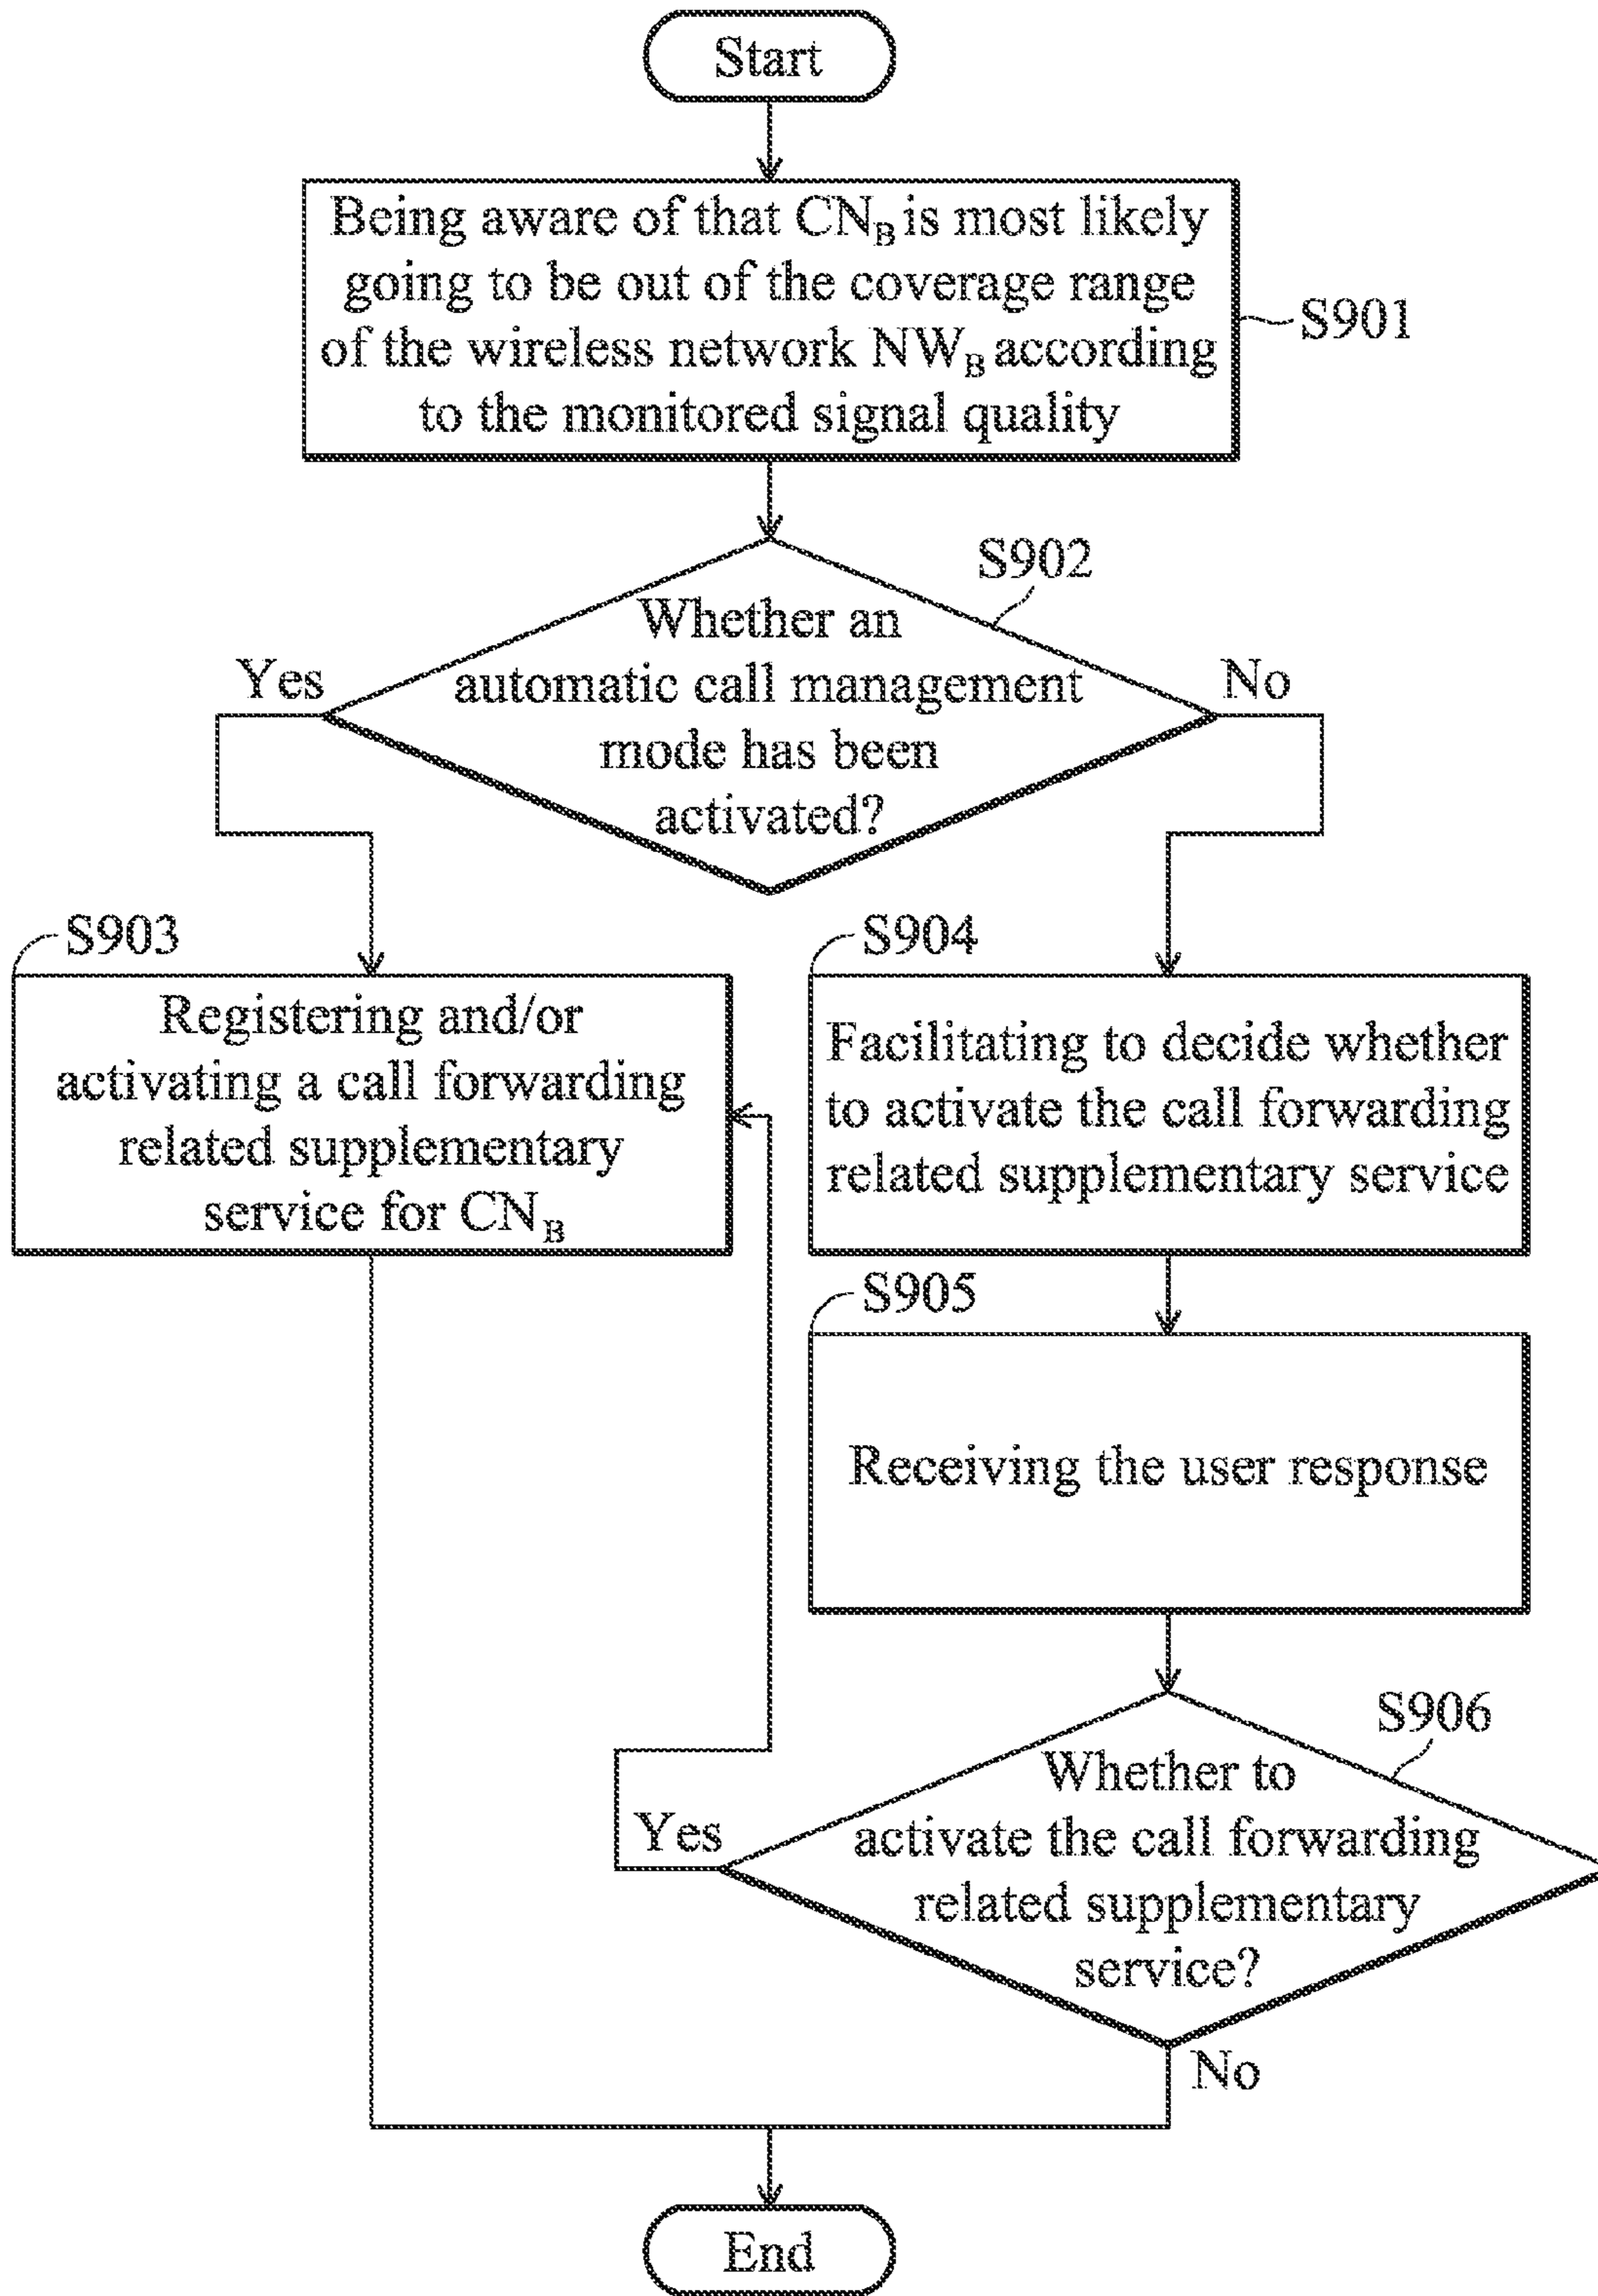 Start
Being aware of that CN_B is most likely
going to be out of the coverage range
of the wireless network NW_B according
to the monitored signal quality
S901
S902
Whether an
automatic call management
mode has been
activated?
Yes
No
S903
Registering and/or
activating a call forwarding
related supplementary
service for CN_B
S904
Facilitating to decide whether
to activate the call forwarding
related supplementary service
S905
Receiving the user response
S906
Whether to
activate the call forwarding
related supplementary
service?
Yes
No
End